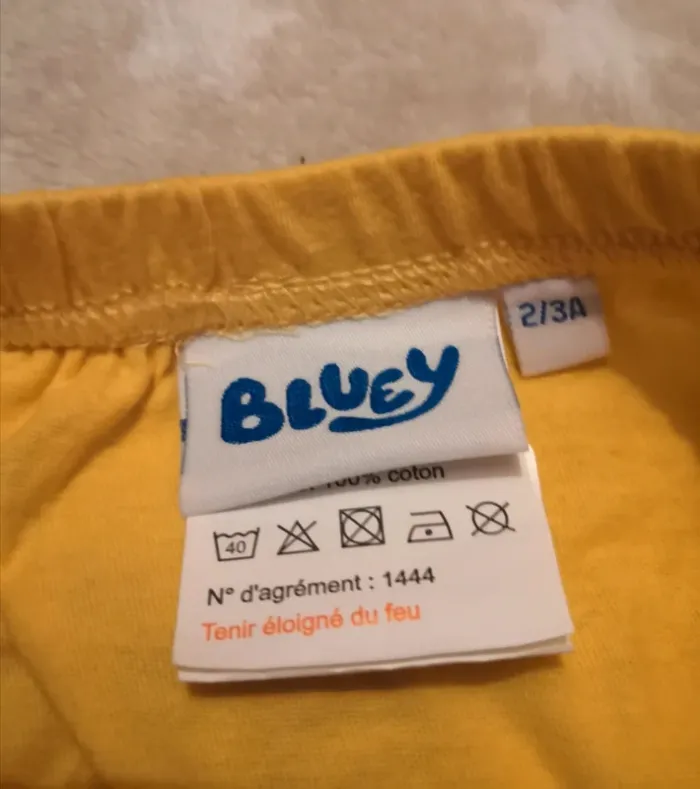 BLUEY
2/3A
100% coton
40
N° d'agrément : 1444
Tenir éloigné du feu